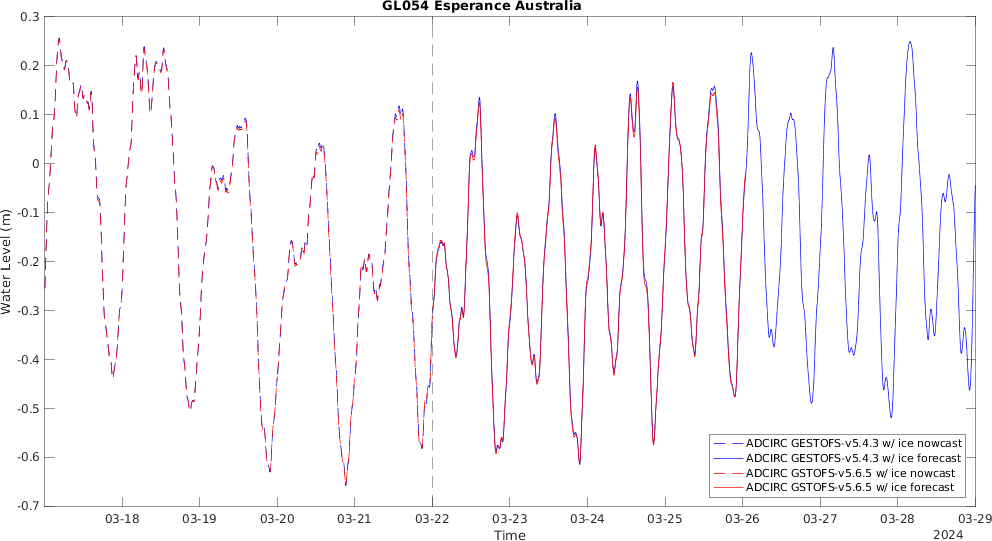 GL054 Esperance Australia
0.3
0.2
0.1
0
-0.1
-0.2
-0.3
-0.4
-0.5
-0.6
-0.7
Water Level (m)
ADCIRC GESTOFS-v5.4.3 w/ ice nowcast
ADCIRC GESTOFS-v5.4.3 w/ ice forecast
ADCIRC GSTOFS-v5.6.5 w/ ice nowcast
ADCIRC GSTOFS-v5.6.5 w/ ice forecast
03-18 03-19 03-20 03-21 03-22 03-23 03-24 03-25 03-26 03-27 03-28 03-29
Time 2024